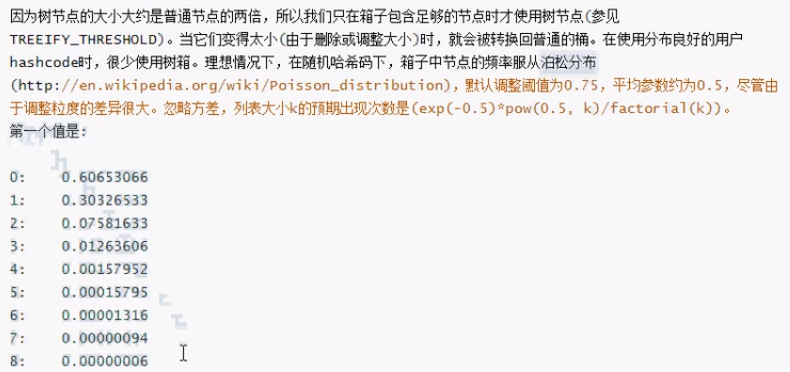 因为树节点的大小大约是普通节点的两倍，所以我们只在箱子包含足够的节点时才使用树节点(参见
TREEIFY_THRESHOLD)。当它们变得太小(由于删除或调整大小)时，就会被转换回普通的桶。在使用分布良好的用户
hashcode时，很少使用树箱。理想情况下，在随机哈希码下，箱子中节点的频率服从泊松分布
(http://en.wikipedia.org/wiki/Poisson_distribution)，默认调整阈值为0.75，平均参数约为0.5，尽管由
于调整粒度的差异很大。忽略方差，列表大小k的预期出现次数是(exp(-0.5)*pow(0.5, k)/factorial(k))。
第一个值是:
0: 0.60653066
1: 0.30326533
2: 0.07581633
3: 0.01263606
4: 0.00157952
5: 0.00015795
6: 0.00001316
7: 0.00000094
8: 0.00000006